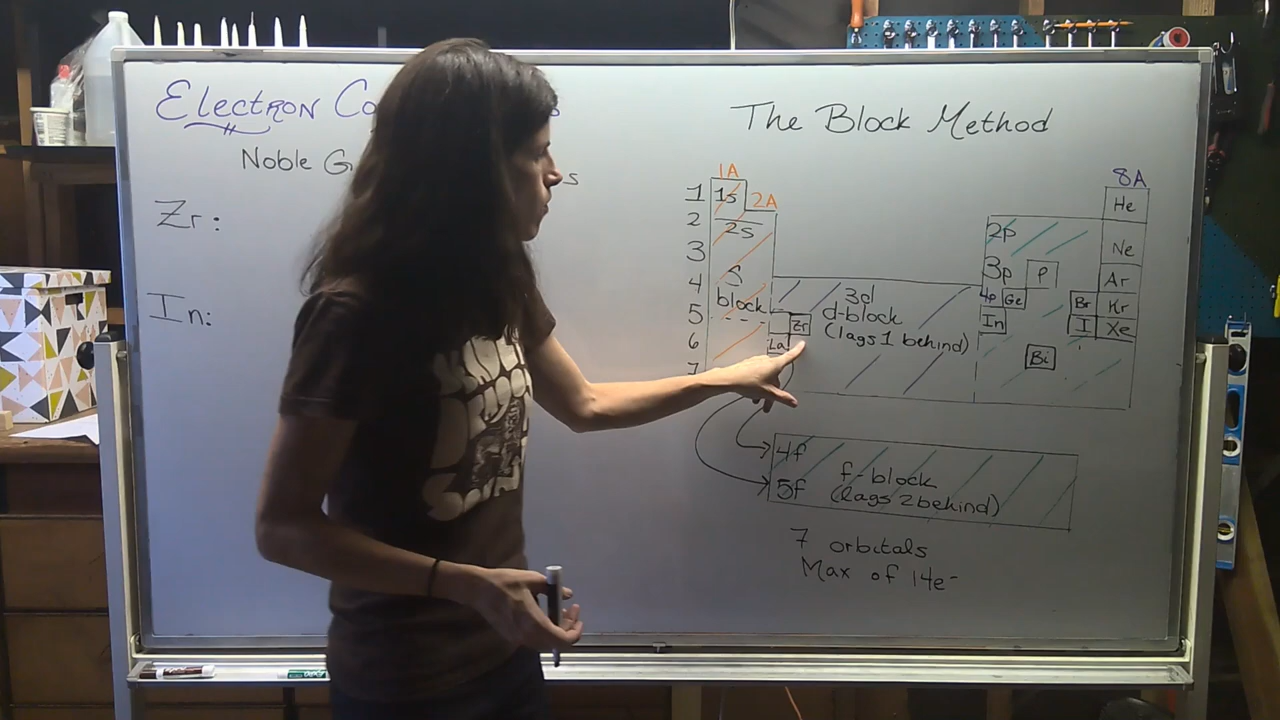 Electron Co
Noble G s
Zr:
In:
The Block Method
1A
2A
8A
1 1s
2 2s
3
4
5
6
7
S
block
Zr
La
3d
d-block
(lags 1 behind)
2p
3p P
4p Ge Br Kr
In I Xe
Bi
He
Ne
Ar
4f
5f
f-block
(lags 2 behind)
7 orbitals
Max of 14e-